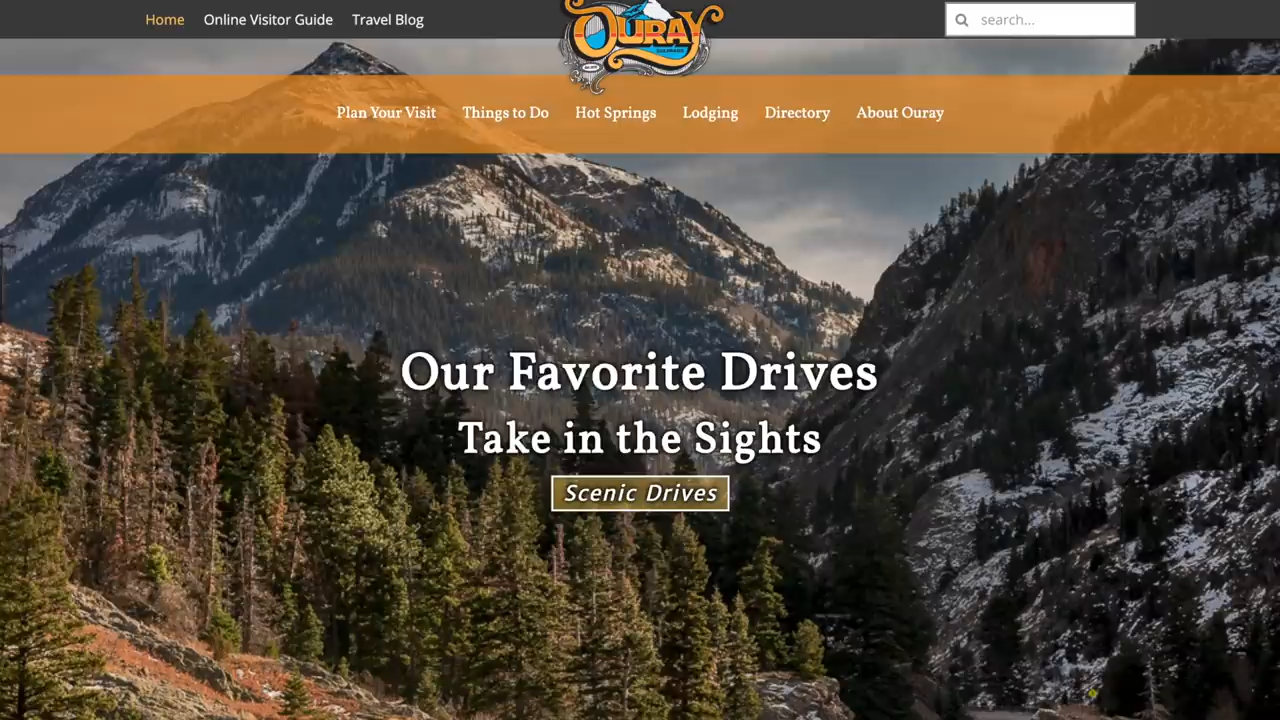 Home Online Visitor Guide Travel Blog
OURAY
COLORADO
search...
Plan Your Visit Things to Do Hot Springs Lodging Directory About Ouray
Our Favorite Drives
Take in the Sights
Scenic Drives